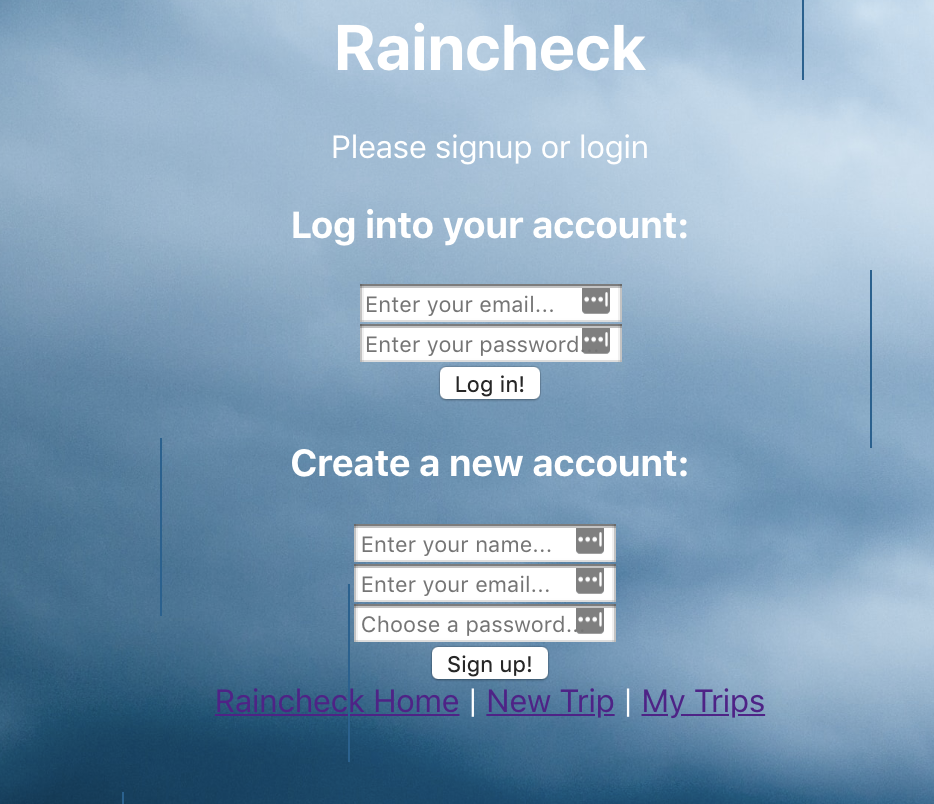 Raincheck
Please signup or login
Log into your account:
Enter your email...
Enter your password.
Log in!
Create a new account:
Enter your name...
Enter your email...
Choose a password..
Sign up!
Raincheck Home | New Trip | My Trips